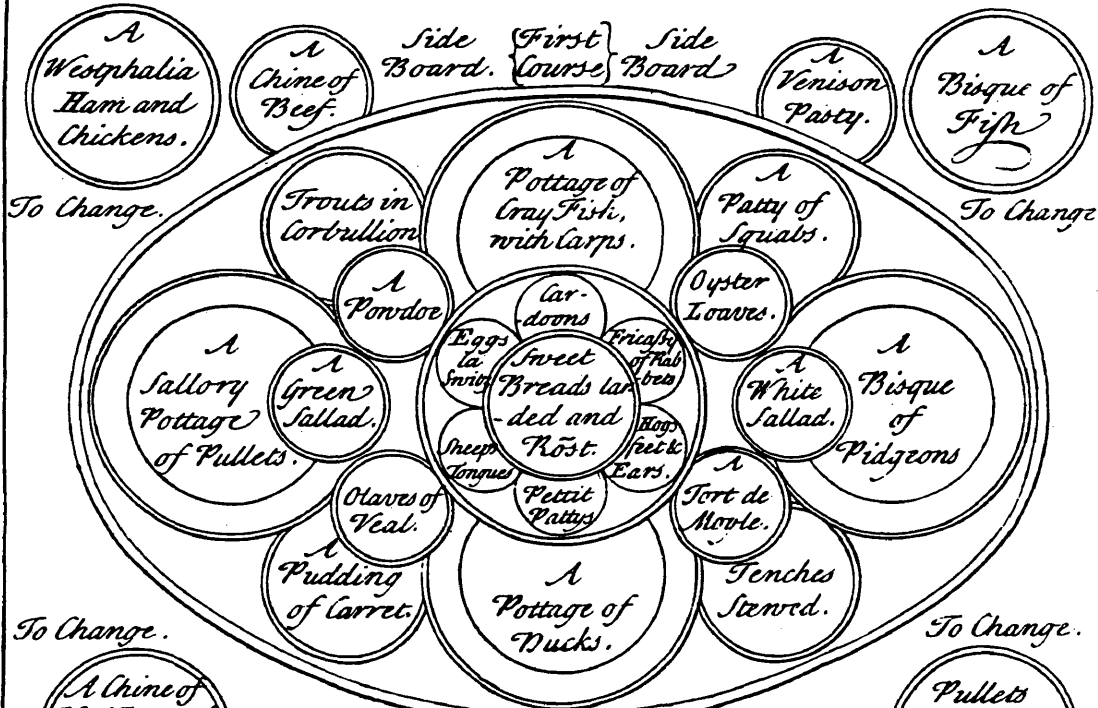 A
Westphalia
Ham and
Chickens.
A
Chine of
Beef.
Side
Board.
First
Course
Side
Board
A
Venison
Pasty.
A
Bisque of
Fish
To Change.
To Change
Trouts in
Corbullion
A
Pottage of
Cray Fish,
with Carps.
A
Patty of
Squabs.
A
Powdoe
Oyster
Loaves.
Car-
-doons
Eggs
la
Switz
Fricassy
of Rab
-bets
A
Sallory
Pottage
of Pullets.
A
Green
Sallad.
Sweet
Breads lar
-ded and
Rōst.
A
White
Sallad.
A
Bisque
of
Pidgeons
Sheeps
Tongues
Hogs
feet &
Ears.
Pettit
Pattys
Olaves of
Veal.
A
Tort de
Moyle.
A
Pudding
of Carret.
A
Pottage of
Ducks.
Tenches
Stewed.
To Change.
To Change.
A Chine of
Pullets